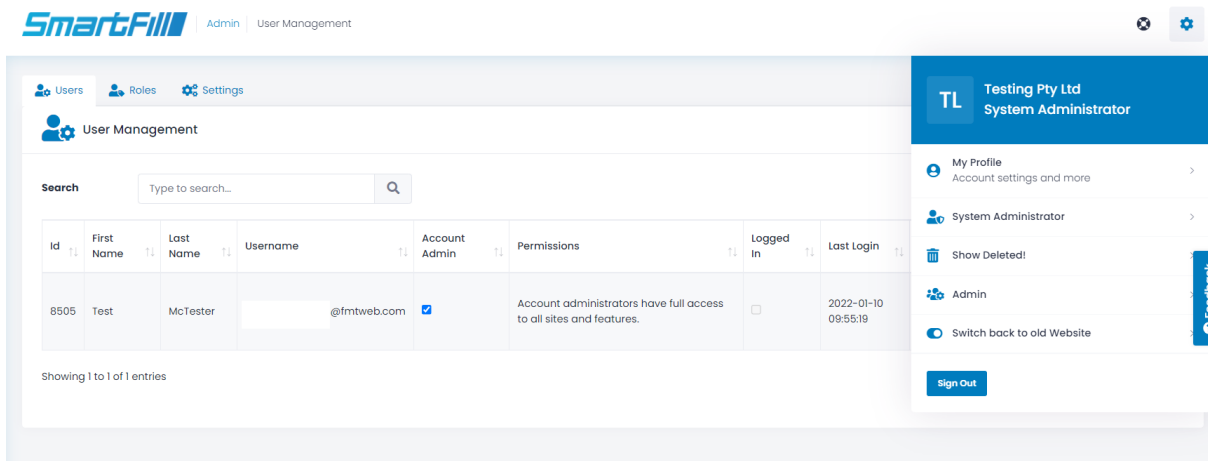 SmartFill Admin User Management
Users Roles Settings
User Management
Search Type to search...
Id First Name Last Name Username Account Admin Permissions Logged In Last Login
8505 Test McTester @fmtweb.com Account administrators have full access
to all sites and features. 2022-01-10
09:55:19
Showing 1 to 1 of 1 entries
TL Testing Pty Ltd
System Administrator
My Profile
Account settings and more
System Administrator
Show Deleted!
Admin
Switch back to old Website
Sign Out
Feedback